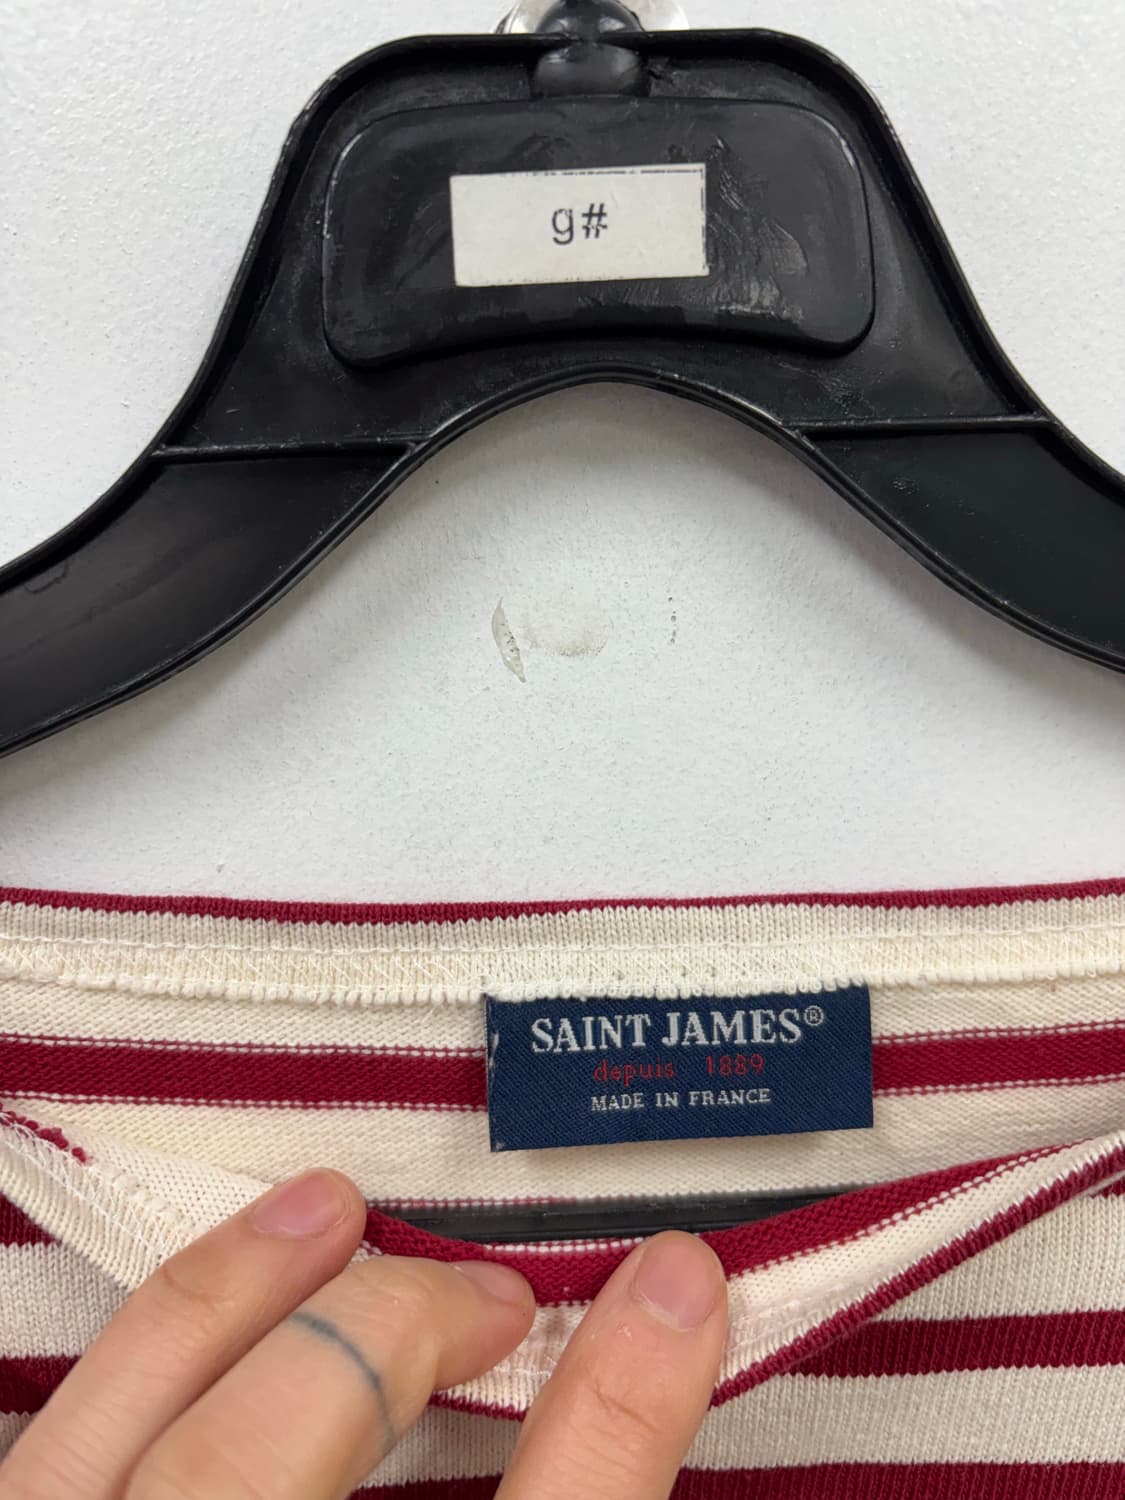 g#
SAINT JAMES®
depuis 1889
MADE IN FRANCE